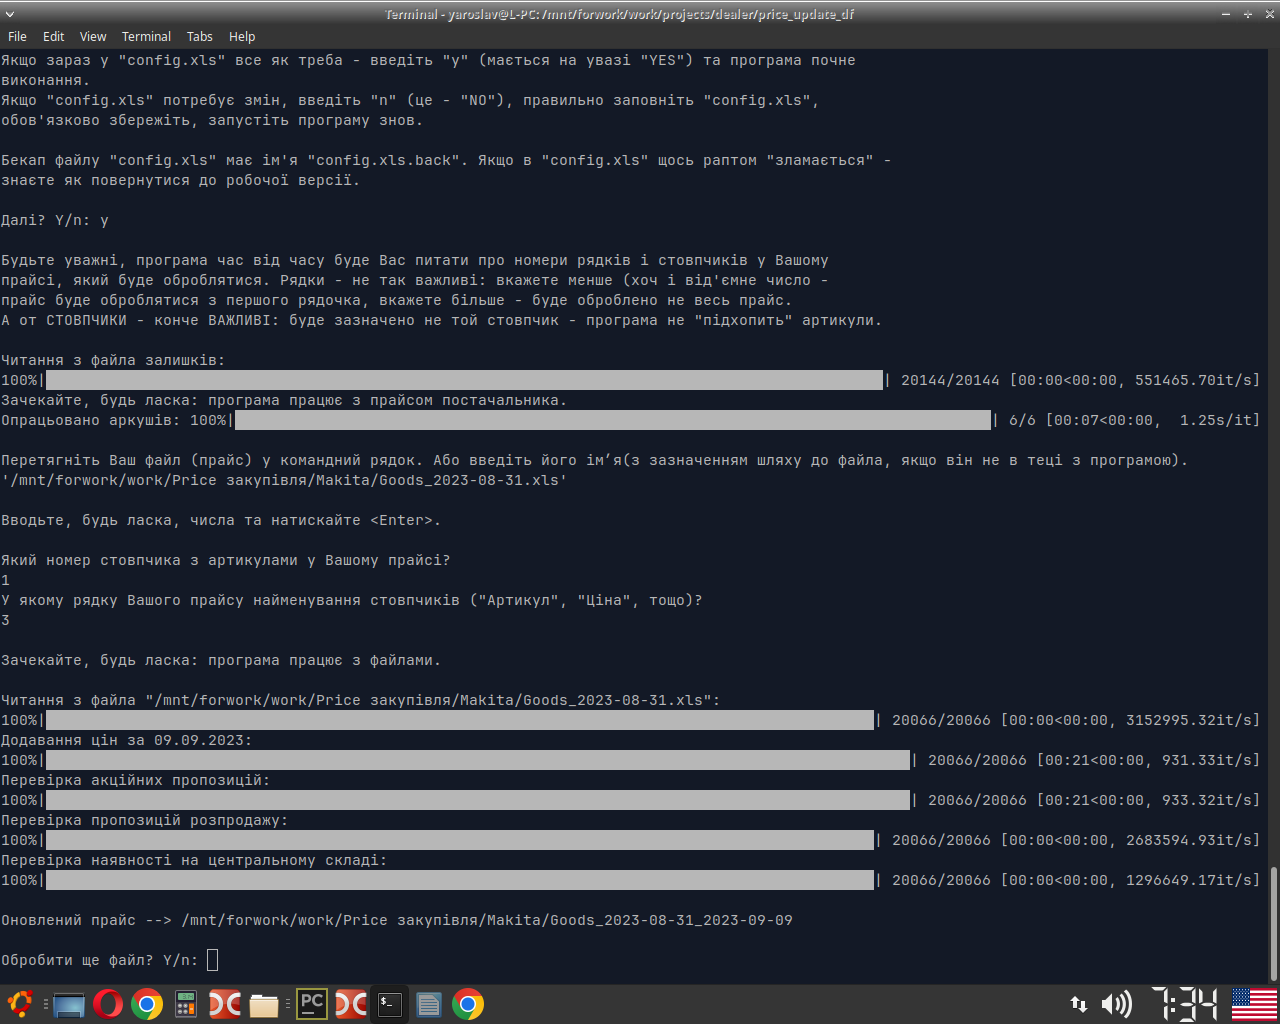 Terminal - yaroslav@L-PC: /mnt/forwork/work/projects/dealer/price_update_df
File Edit View Terminal Tabs Help
Якщо зараз у "config.xls" все як треба - введіть "y" (мається на увазі "YES") та програма почне
виконання.
Якщо "config.xls" потребує змін, введіть "n" (це - "NO"), правильно заповніть "config.xls",
обов'язково збережіть, запустіть програму знов.
Бекап файлу "config.xls" має ім'я "config.xls.back". Якщо в "config.xls" щось раптом "зламається" -
знаєте як повернутися до робочої версії.
Далі? Y/n: y
Будьте уважні, програма час від часу буде Вас питати про номери рядків і стовпчиків у Вашому
прайсі, який буде оброблятися. Рядки - не так важливі: вкажете менше (хоч і від'ємне число -
прайс буде оброблятися з першого рядочка, вкажете більше - буде оброблено не весь прайс.
А от СТОВПЧИКИ - конче ВАЖЛИВІ: буде зазначено не той стовпчик - програма не "підхопить" артикули.
Читання з файла залишків:
100%| | 20144/20144 [00:00<00:00, 551465.70it/s]
Зачекайте, будь ласка: програма працює з прайсом постачальника.
Опрацьовано аркушів: 100%| | 6/6 [00:07<00:00, 1.25s/it]
Перетягніть Ваш файл (прайс) у командний рядок. Або введіть його ім’я(з зазначенням шляху до файла, якщо він не в теці з програмою).
'/mnt/forwork/work/Price закупівля/Makita/Goods_2023-08-31.xls'
Вводьте, будь ласка, числа та натискайте <Enter>.
Який номер стовпчика з артикулами у Вашому прайсі?
1
У якому рядку Вашого прайсу найменування стовпчиків ("Артикул", "Ціна", тощо)?
3
Зачекайте, будь ласка: програма працює з файлами.
Читання з файла "/mnt/forwork/work/Price закупівля/Makita/Goods_2023-08-31.xls":
100%| | 20066/20066 [00:00<00:00, 3152995.32it/s]
Додавання цін за 09.09.2023:
100%| | 20066/20066 [00:21<00:00, 931.33it/s]
Перевірка акційних пропозицій:
100%| | 20066/20066 [00:21<00:00, 933.32it/s]
Перевірка пропозицій розпродажу:
100%| | 20066/20066 [00:00<00:00, 2683594.93it/s]
Перевірка наявності на центральному складі:
100%| | 20066/20066 [00:00<00:00, 1296649.17it/s]
Оновлений прайс --> /mnt/forwork/work/Price закупівля/Makita/Goods_2023-08-31_2023-09-09
Обробити ще файл? Y/n:
PC
$_
7:34